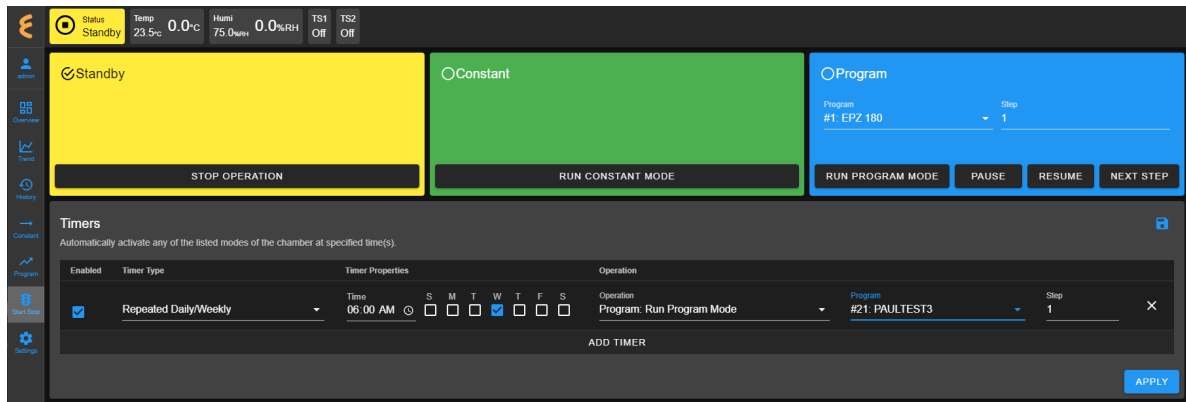 Status
Standby
Temp
23.5°C
0.0°C
Humi
75.0%RH
0.0%RH
TS1
Off
TS2
Off
admin
Overview
Trend
History
Constant
Program
Start Stop
Settings
Standby
STOP OPERATION
Constant
RUN CONSTANT MODE
Program
Program
#1: EPZ 180
Step
1
RUN PROGRAM MODE
PAUSE
RESUME
NEXT STEP
Timers
Automatically activate any of the listed modes of the chamber at specified time(s).
Enabled Timer Type Timer Properties Operation
Repeated Daily/Weekly
Time
06:00 AM
S M T W T F S
Operation
Program: Run Program Mode
Program
#21: PAULTEST3
Step
1
ADD TIMER
APPLY